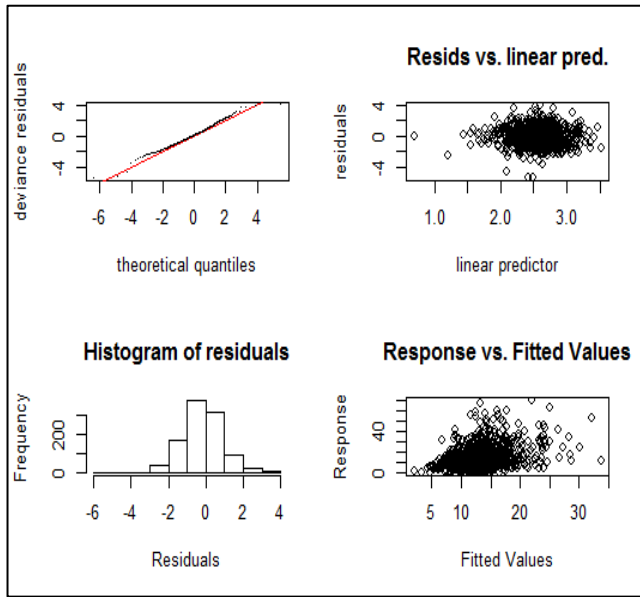 deviance residuals
4
0
-4
-6 -4 -2 0 2 4
theoretical quantiles
Resids vs. linear pred.
residuals
4
0
-4
1.0 2.0 3.0
linear predictor
Histogram of residuals
Frequency
200
0
-6 -4 -2 0 2 4
Residuals
Response vs. Fitted Values
Response
40
0
5 10 20 30
Fitted Values